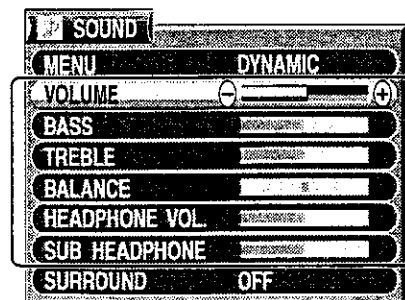 SOUND
MENU DYNAMIC
VOLUME - +
BASS
TREBLE
BALANCE
HEADPHONE VOL.
SUB HEADPHONE
SURROUND OFF